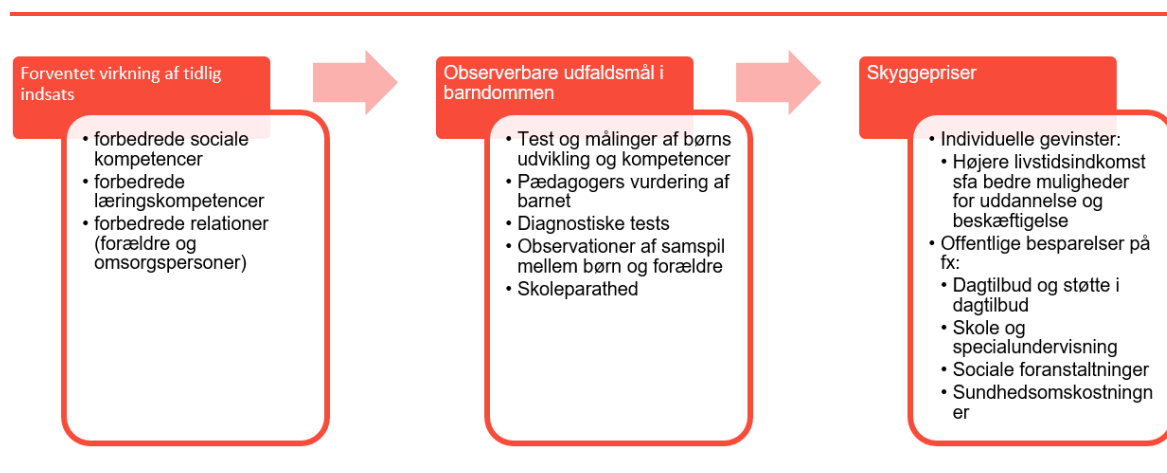 Forventet virkning af tidlig
indsats
• forbedrede sociale
kompetencer
• forbedrede
læringskompetencer
• forbedrede relationer
(forældre og
omsorgspersoner)
Observerbare udfaldsmål i
barndommen
• Test og målinger af børns
udvikling og kompetencer
• Pædagogers vurdering af
barnet
• Diagnostiske tests
• Observationer af samspil
mellem børn og forældre
• Skoleparathed
Skyggepriser
• Individuelle gevinster:
• Højere livstidsindkomst
sfa bedre muligheder
for uddannelse og
beskæftigelse
• Offentlige besparelser på
fx:
• Dagtilbud og støtte i
dagtilbud
• Skole og
specialundervisning
• Sociale foranstaltninger
• Sundhedsomskostningn
er